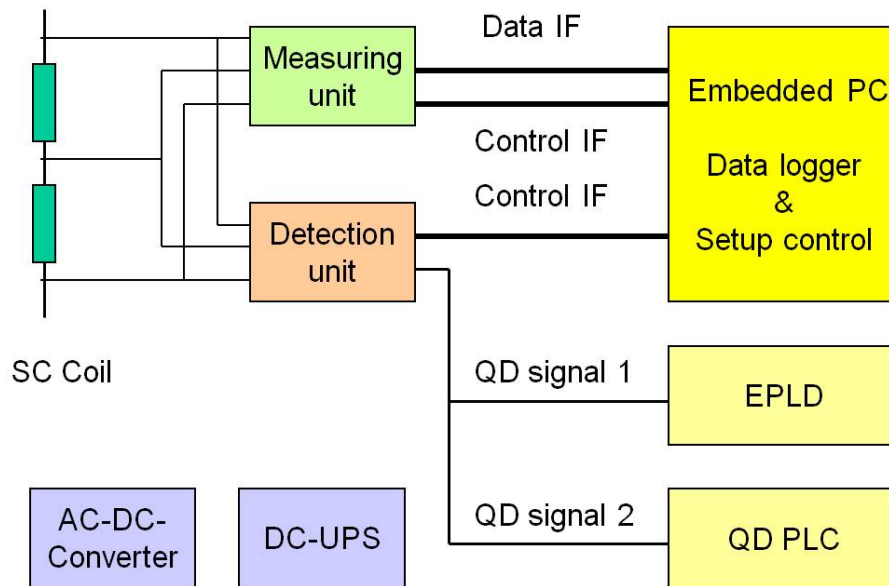 Data IF
Measuring
unit
Embedded PC
Control IF
Data logger
&
Setup control
Control IF
Detection
unit
SC Coil
QD signal 1
EPLD
AC-DC-
Converter
DC-UPS
QD signal 2
QD PLC